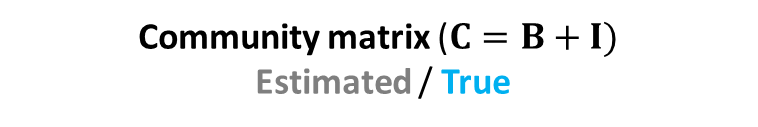 Community matrix (C = B + I)
Estimated / True